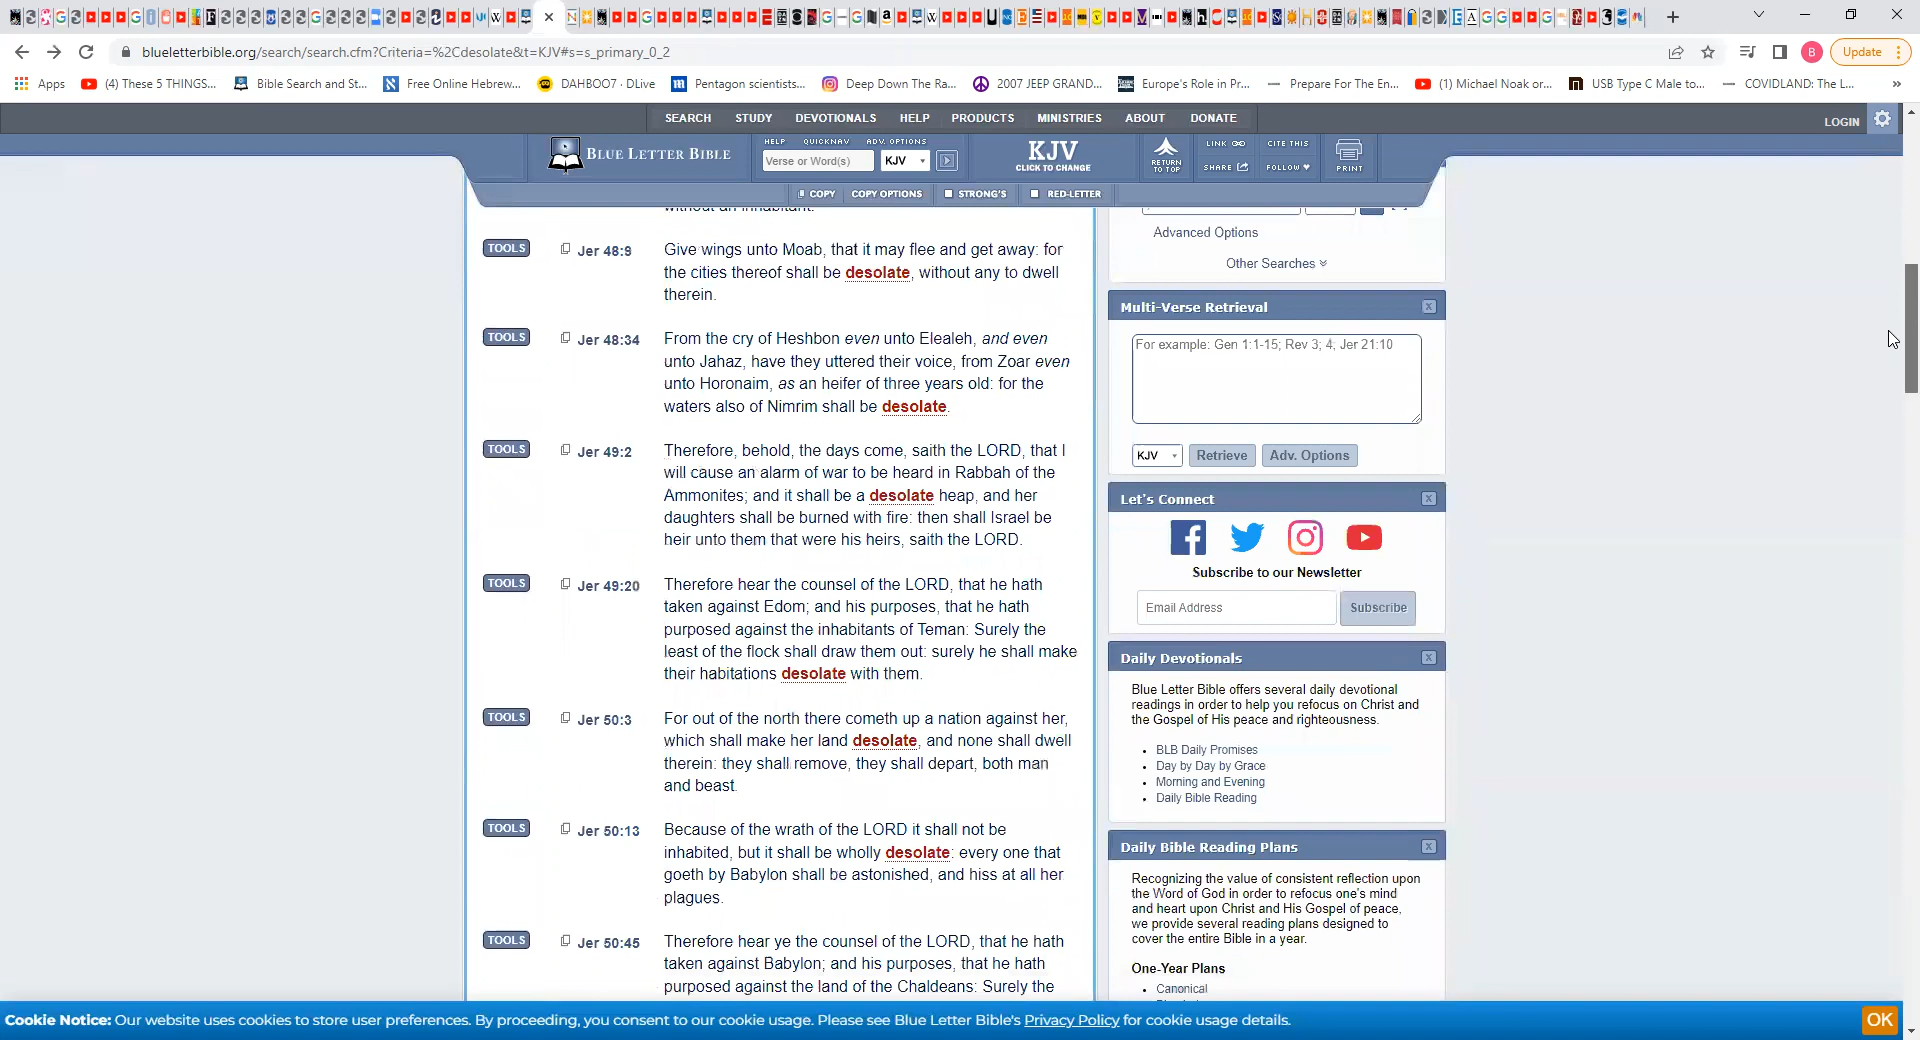 blueletterbible.org/search/search.cfm?Criteria=%2Cdesolate&t=KJV#s=s_primary_0_2
B
Update
Apps
(4) These 5 THINGS...
Bible Search and St...
Free Online Hebrew...
DAHBOO7 · DLive
Pentagon scientists...
Deep Down The Ra...
2007 JEEP GRAND...
Europe's Role in Pr...
Prepare For The En...
(1) Michael Noak or...
USB Type C Male to...
COVIDLAND: The L...
SEARCH STUDY DEVOTIONALS HELP PRODUCTS MINISTRIES ABOUT DONATE
LOGIN
BLUE LETTER BIBLE
HELP QUICKNAV ADV. OPTIONS
Verse or Word(s)
KJV
KJV
CLICK TO CHANGE
RETURN
TO TOP
LINK
CITE THIS
SHARE
FOLLOW
PRINT
COPY COPY OPTIONS STRONG'S RED-LETTER
without an inhabitant.
TOOLS
Jer 48:9
Give wings unto Moab, that it may flee and get away: for
the cities thereof shall be desolate, without any to dwell
therein.
TOOLS
Jer 48:34
From the cry of Heshbon even unto Elealeh, and even
unto Jahaz, have they uttered their voice, from Zoar even
unto Horonaim, as an heifer of three years old: for the
waters also of Nimrim shall be desolate.
TOOLS
Jer 49:2
Therefore, behold, the days come, saith the LORD, that I
will cause an alarm of war to be heard in Rabbah of the
Ammonites; and it shall be a desolate heap, and her
daughters shall be burned with fire: then shall Israel be
heir unto them that were his heirs, saith the LORD.
TOOLS
Jer 49:20
Therefore hear the counsel of the LORD, that he hath
taken against Edom; and his purposes, that he hath
purposed against the inhabitants of Teman: Surely the
least of the flock shall draw them out: surely he shall make
their habitations desolate with them.
TOOLS
Jer 50:3
For out of the north there cometh up a nation against her,
which shall make her land desolate, and none shall dwell
therein: they shall remove, they shall depart, both man
and beast.
TOOLS
Jer 50:13
Because of the wrath of the LORD it shall not be
inhabited, but it shall be wholly desolate: every one that
goeth by Babylon shall be astonished, and hiss at all her
plagues.
TOOLS
Jer 50:45
Therefore hear ye the counsel of the LORD, that he hath
taken against Babylon; and his purposes, that he hath
purposed against the land of the Chaldeans: Surely the
Advanced Options
Other Searches
Multi-Verse Retrieval
For example: Gen 1:1-15; Rev 3; 4; Jer 21:10
KJV
Retrieve
Adv. Options
Let's Connect
Subscribe to our Newsletter
Email Address
Subscribe
Daily Devotionals
Blue Letter Bible offers several daily devotional
readings in order to help you refocus on Christ and
the Gospel of His peace and righteousness.
BLB Daily Promises
Day by Day by Grace
Morning and Evening
Daily Bible Reading
Daily Bible Reading Plans
Recognizing the value of consistent reflection upon
the Word of God in order to refocus one's mind
and heart upon Christ and His Gospel of peace,
we provide several reading plans designed to
cover the entire Bible in a year.
One-Year Plans
Canonical
Cookie Notice: Our website uses cookies to store user preferences. By proceeding, you consent to our cookie usage. Please see Blue Letter Bible's Privacy Policy for cookie usage details.
OK